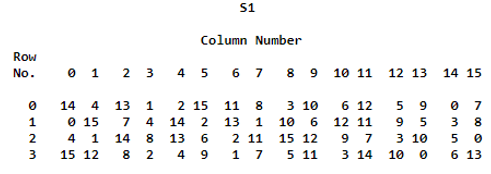 S1
Column Number
Row
No. 0 1 2 3 4 5 6 7 8 9 10 11 12 13 14 15
0 14 4 13 1 2 15 11 8 3 10 6 12 5 9 0 7
1 0 15 7 4 14 2 13 1 10 6 12 11 9 5 3 8
2 4 1 14 8 13 6 2 11 15 12 9 7 3 10 5 0
3 15 12 8 2 4 9 1 7 5 11 3 14 10 0 6 13